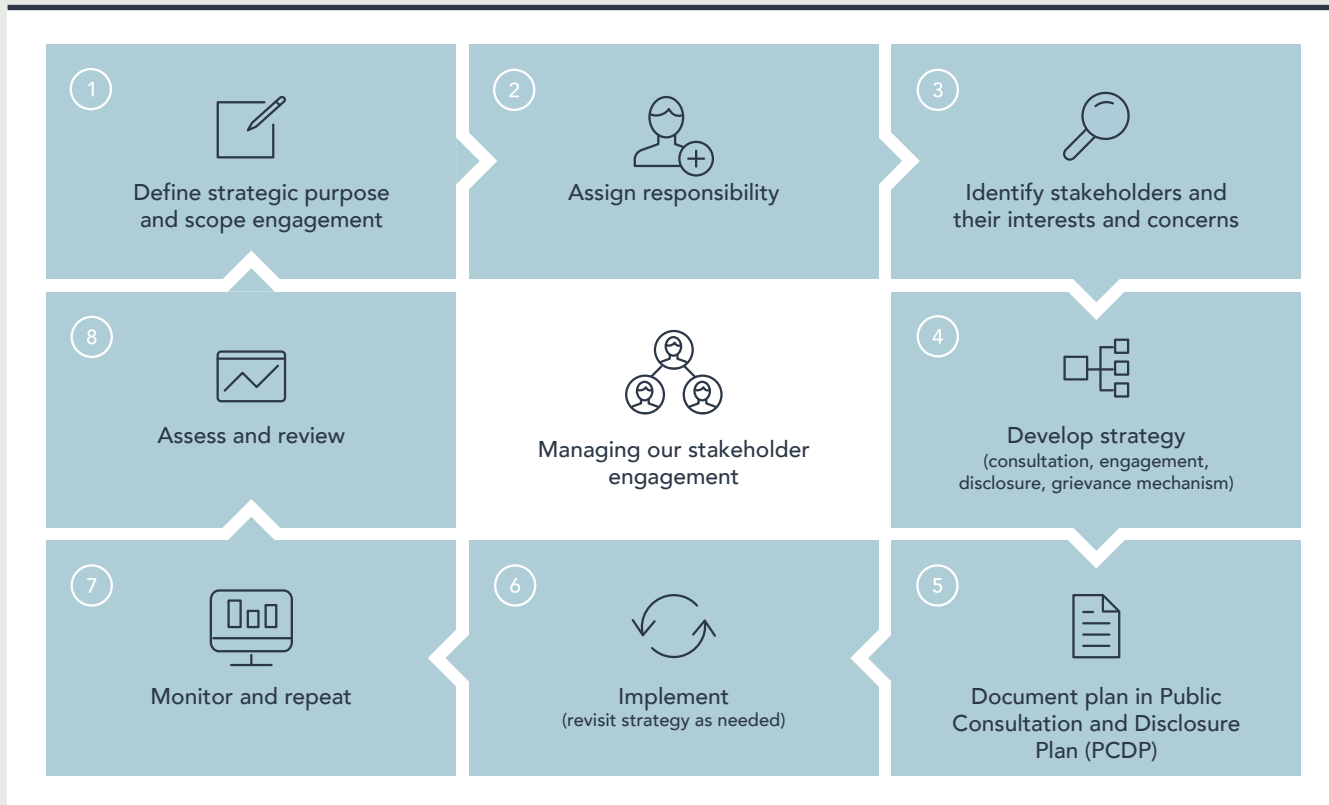 1
Define strategic purpose
and scope engagement
2
Assign responsibility
3
Identify stakeholders and
their interests and concerns
8
Assess and review
Managing our stakeholder
engagement
4
Develop strategy
(consultation, engagement,
disclosure, grievance mechanism)
7
Monitor and repeat
6
Implement
(revisit strategy as needed)
5
Document plan in Public
Consultation and Disclosure
Plan (PCDP)